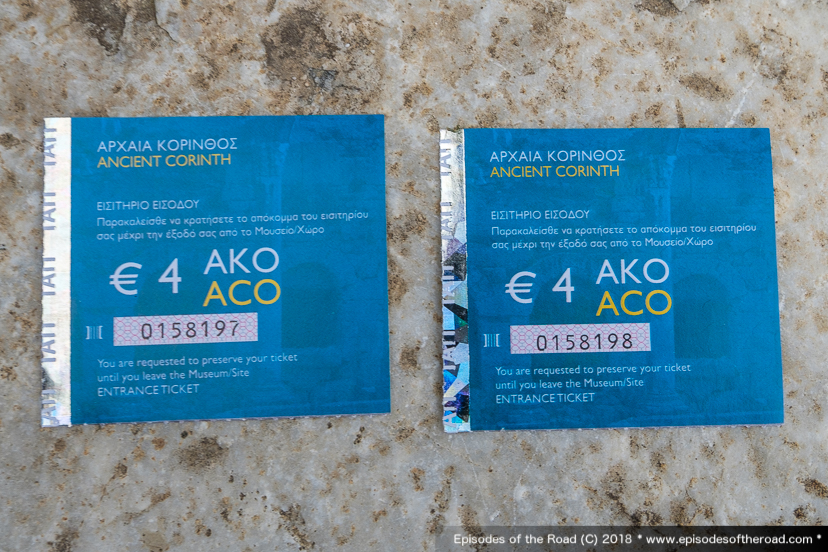 ΑΡΧΑΙΑ ΚΟΡΙΝΘΟΣ
ANCIENT CORINTH
ΕΙΣΙΤΗΡΙΟ ΕΙΣΟΔΟΥ
Παρακαλείσθε να κρατήσετε το απόκομμα του εισιτηρίου
σας μέχρι την έξοδό σας από το Μουσείο/Χώρο
€ 4 ΑΚΟ
ACO
0158197
You are requested to preserve your ticket
until you leave the Museum/Site
ENTRANCE TICKET
ΑΡΧΑΙΑ ΚΟΡΙΝΘΟΣ
ANCIENT CORINTH
ΕΙΣΙΤΗΡΙΟ ΕΙΣΟΔΟΥ
Παρακαλείσθε να κρατήσετε το απόκομμα του εισιτηρίου
σας μέχρι την έξοδό σας από το Μουσείο/Χώρο
€ 4 ΑΚΟ
ACO
0158198
You are requested to preserve your ticket
until you leave the Museum/Site
ENTRANCE TICKET
Episodes of the Road (C) 2018 * www.episodesoftheroad.com *